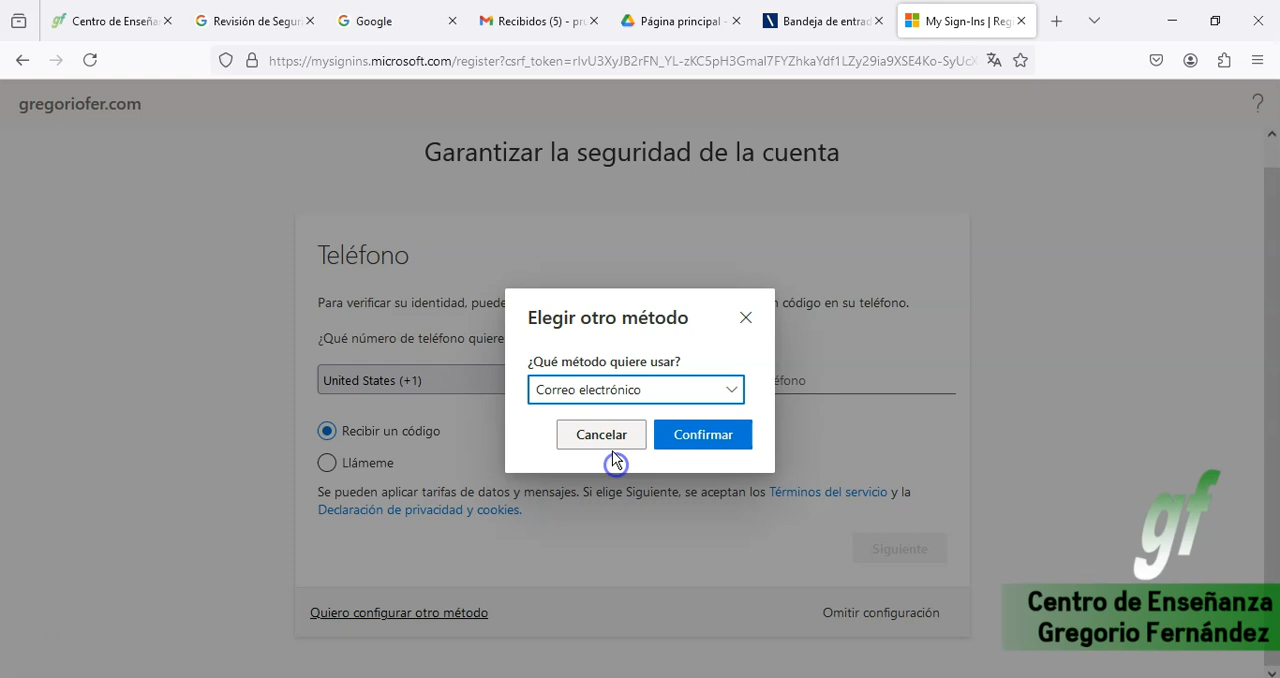 Centro de Enseña
Revisión de Segur
Google
Recibidos (5) - pr
Página principal -
Bandeja de entrad
My Sign-Ins | Reg
https://mysignins.microsoft.com/register?csrf_token=rlvU3XyJB2rFN_YL-zKC5pH3Gmal7FYZhkaYdf1LZy29ia9XSE4Ko-SyUcX
gregoriofer.com
?
Garantizar la seguridad de la cuenta
Teléfono
Para verificar su identidad, puede
código en su teléfono.
¿Qué número de teléfono quiere
United States (+1)
éfono
Recibir un código
Llámeme
Se pueden aplicar tarifas de datos y mensajes. Si elige Siguiente, se aceptan los Términos del servicio y la
Declaración de privacidad y cookies.
Siguiente
Quiero configurar otro método
Omitir configuración
Elegir otro método
¿Qué método quiere usar?
Correo electrónico
Cancelar
Confirmar
gf
Centro de Enseñanza
Gregorio Fernández